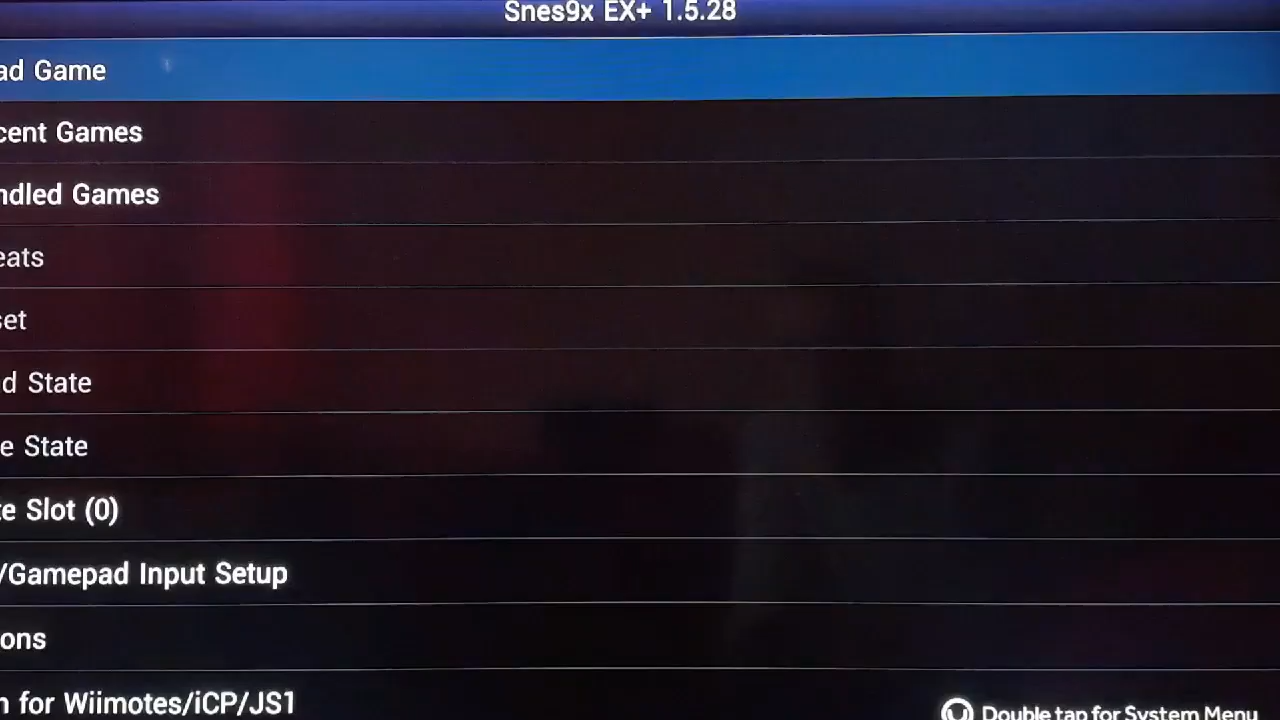 Snes9x EX+ 1.5.28
ad Game
cent Games
ndled Games
eats
set
d State
e State
te Slot (0)
/Gamepad Input Setup
ons
n for Wiimotes/iCP/JS1
Double tap for System Menu